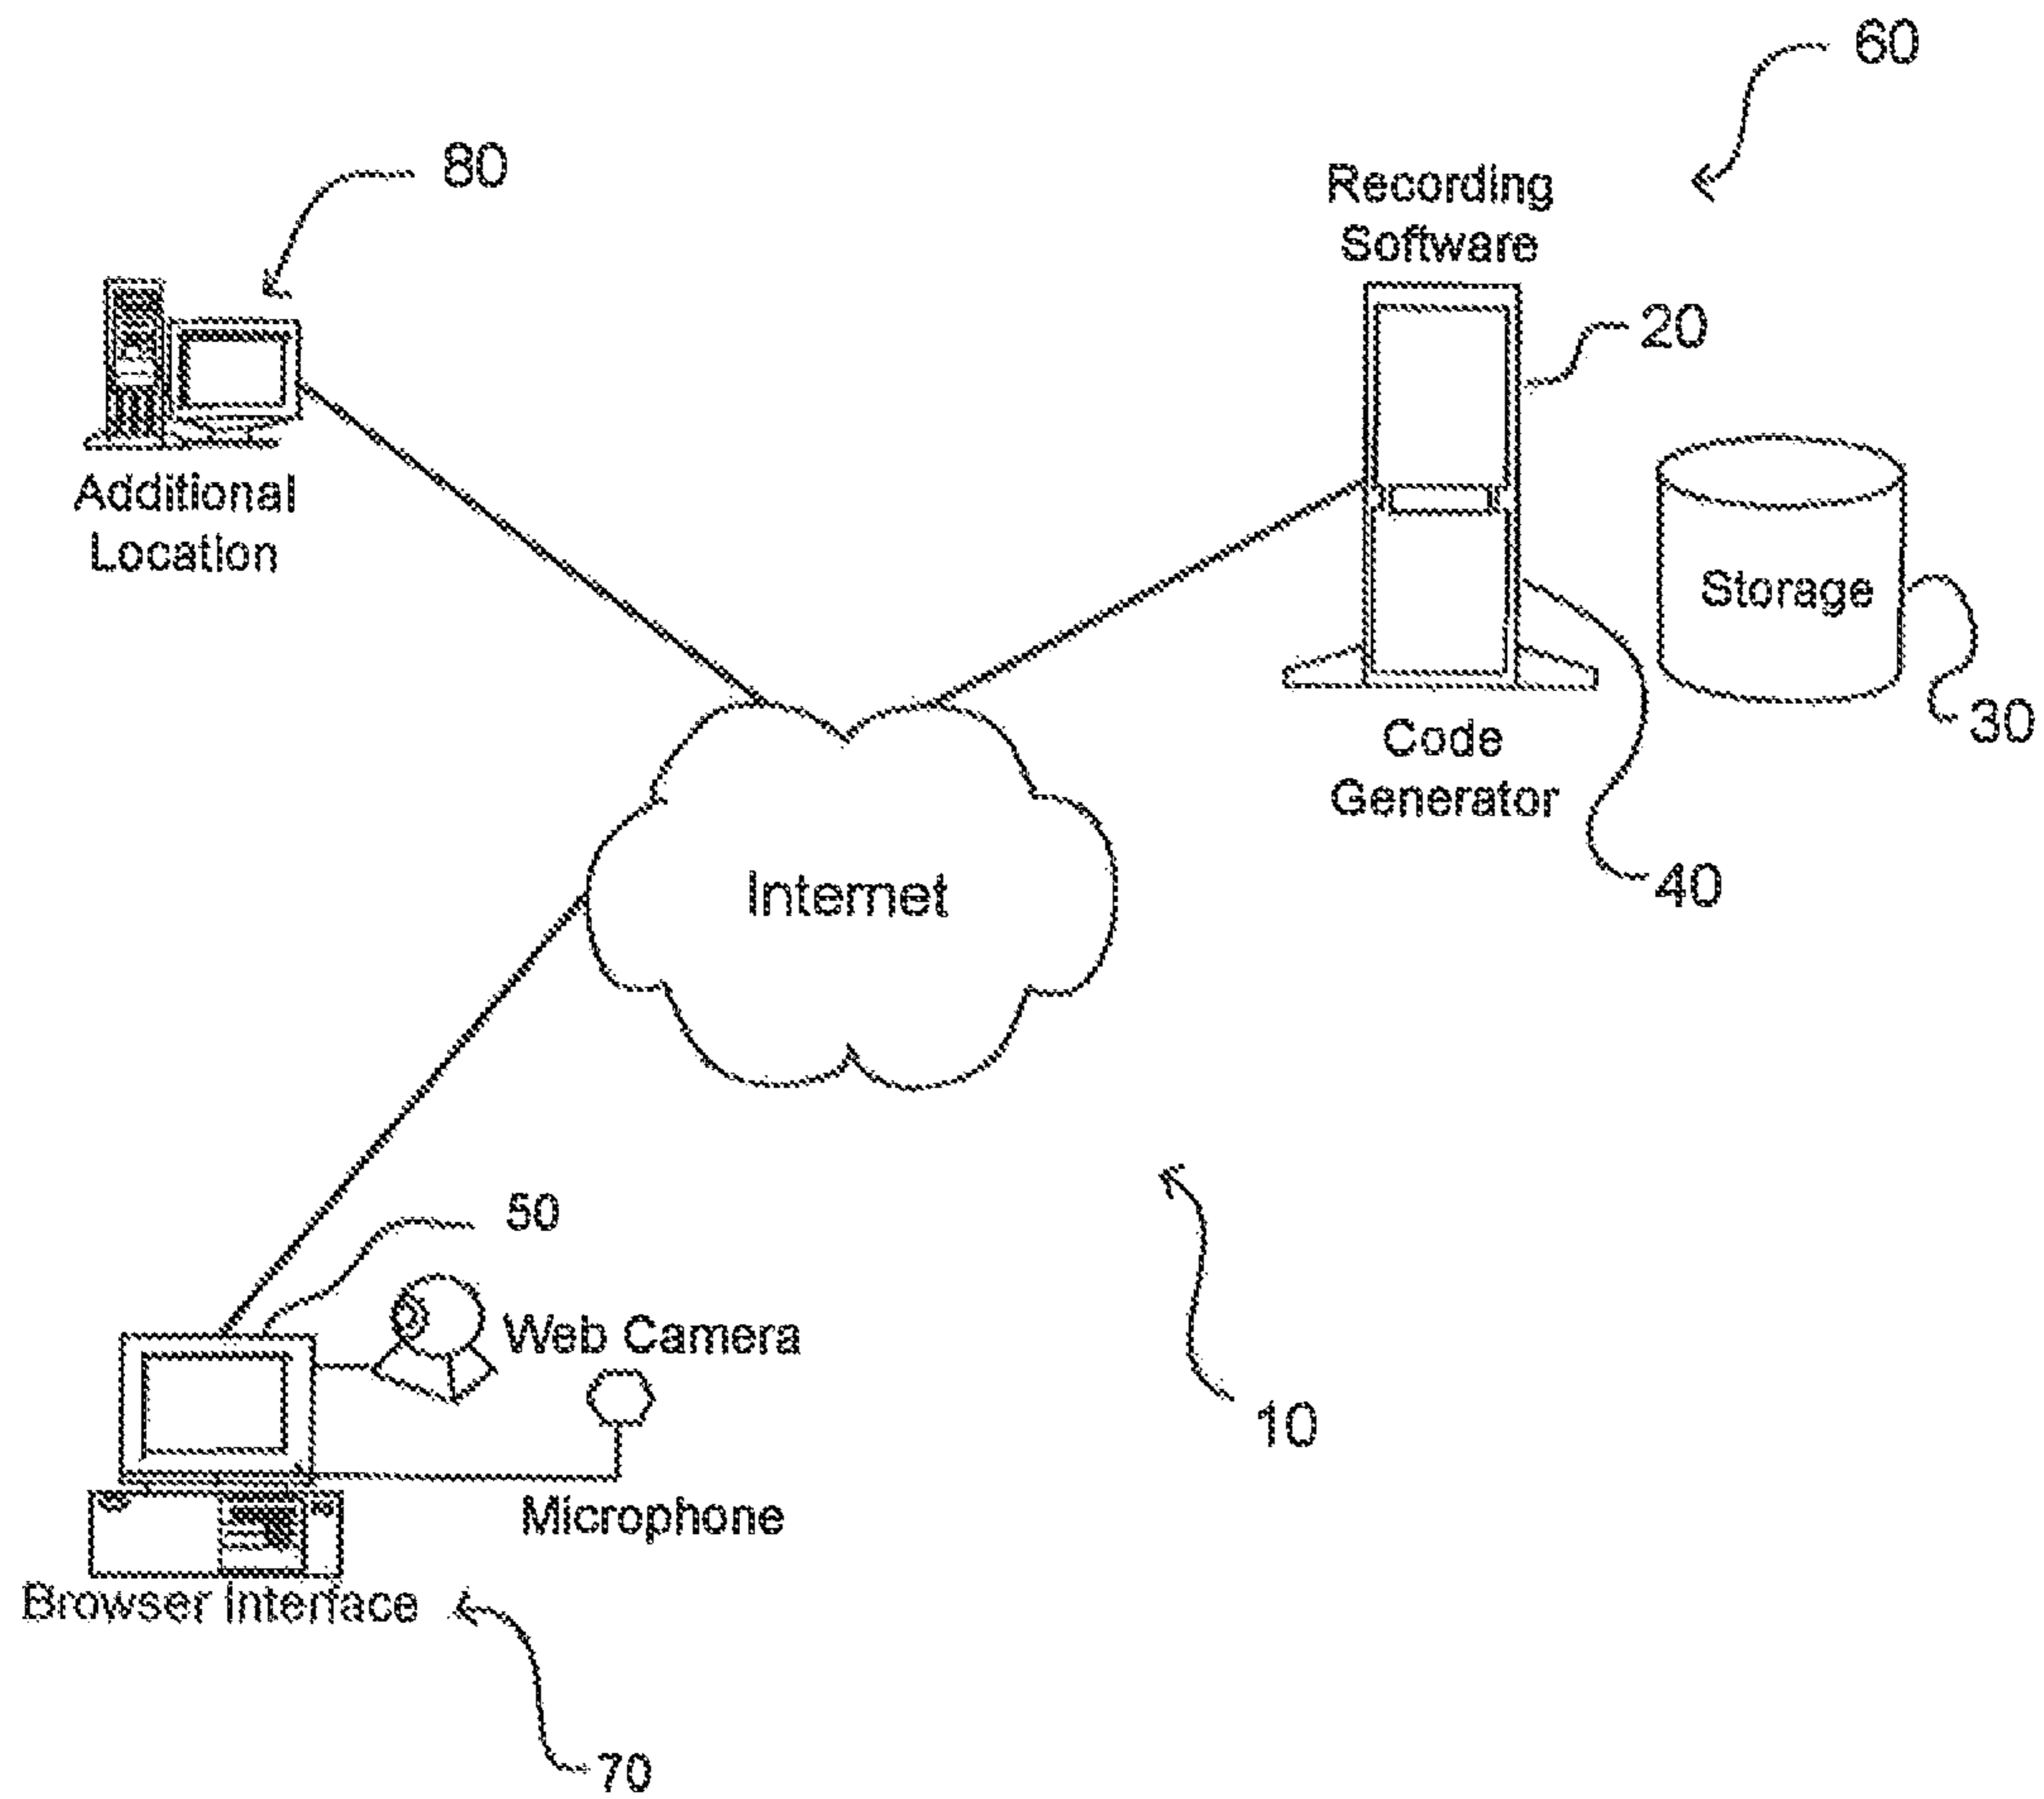 60
80
Recording
Software
20
Additional
Location
Storage
30
Code
Generator
40
Internet
50
Web Camera
10
Microphone
Browser Interface
70